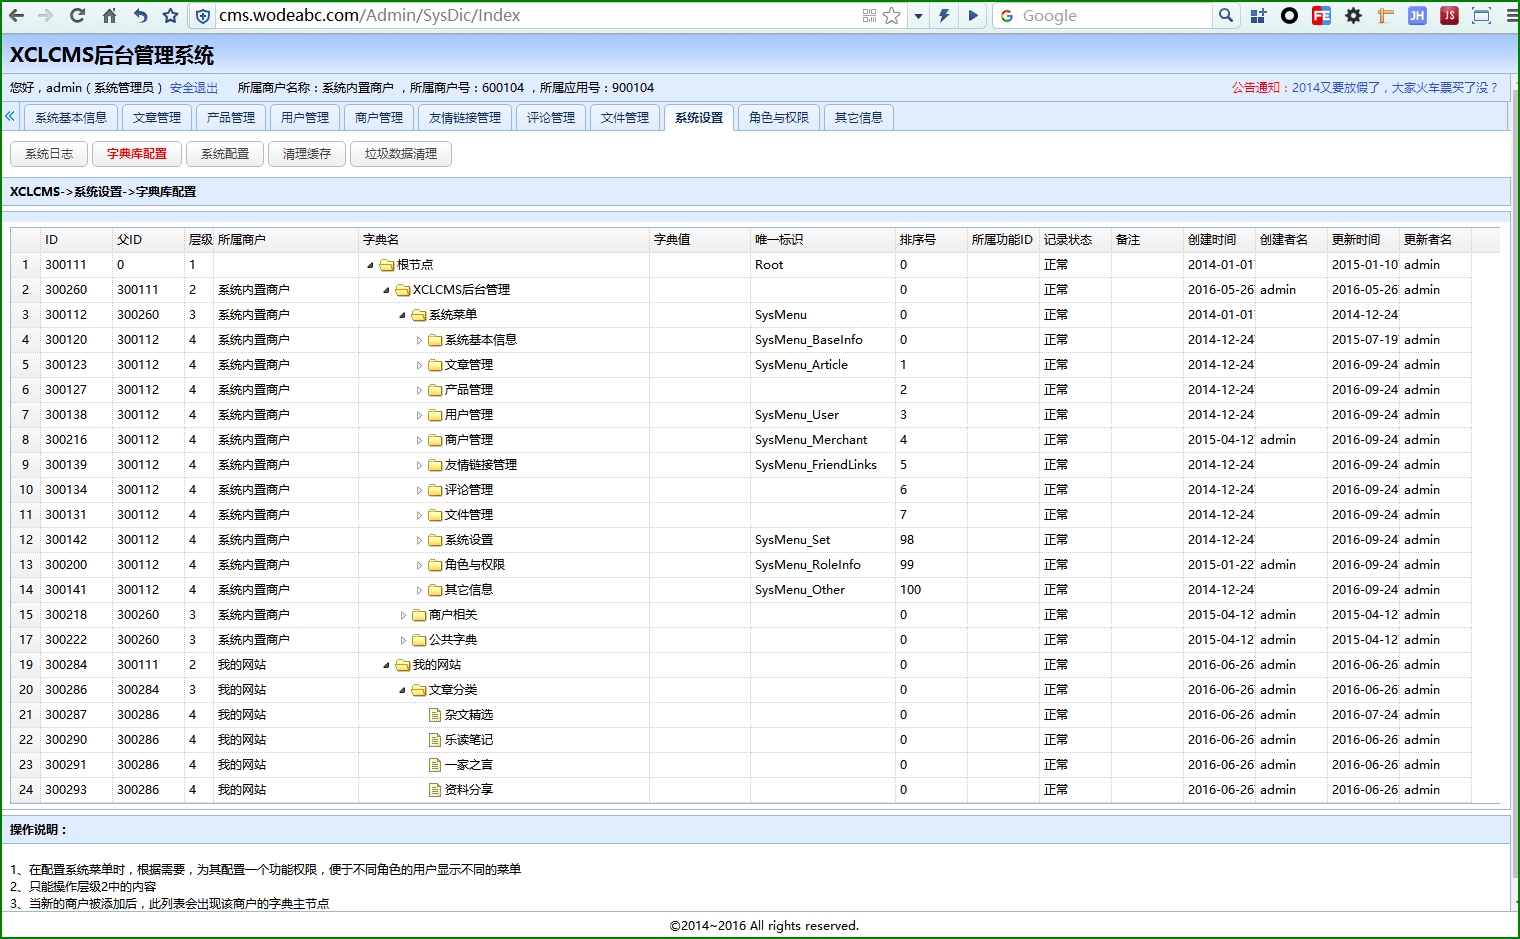 cms.wodeabc.com/Admin/SysDic/Index Google
XCLCMS后台管理系统
您好，admin（系统管理员） 安全退出 所属商户名称：系统内置商户 ，所属商户号：600104 ，所属应用号：900104 公告通知：2014又要放假了，大家火车票买了没？
系统基本信息 文章管理 产品管理 用户管理 商户管理 友情链接管理 评论管理 文件管理 系统设置 角色与权限 其它信息
系统日志 字典库配置 系统配置 清理缓存 垃圾数据清理
XCLCMS->系统设置->字典库配置
ID 父ID 层级 所属商户 字典名 字典值 唯一标识 排序号 所属功能ID 记录状态 备注 创建时间 创建者名 更新时间 更新者名
1 300111 0 1 根节点 Root 0 正常 2014-01-01 2015-01-10 admin
2 300260 300111 2 系统内置商户 XCLCMS后台管理 0 正常 2016-05-26 admin 2016-05-26 admin
3 300112 300260 3 系统内置商户 系统菜单 SysMenu 0 正常 2014-01-01 2014-12-24
4 300120 300112 4 系统内置商户 系统基本信息 SysMenu_BaseInfo 0 正常 2014-12-24 2015-07-19 admin
5 300123 300112 4 系统内置商户 文章管理 SysMenu_Article 1 正常 2014-12-24 2016-09-24 admin
6 300127 300112 4 系统内置商户 产品管理 2 正常 2014-12-24 2016-09-24 admin
7 300138 300112 4 系统内置商户 用户管理 SysMenu_User 3 正常 2014-12-24 2016-09-24 admin
8 300216 300112 4 系统内置商户 商户管理 SysMenu_Merchant 4 正常 2015-04-12 admin 2016-09-24 admin
9 300139 300112 4 系统内置商户 友情链接管理 SysMenu_FriendLinks 5 正常 2014-12-24 2016-09-24 admin
10 300134 300112 4 系统内置商户 评论管理 6 正常 2014-12-24 2016-09-24 admin
11 300131 300112 4 系统内置商户 文件管理 7 正常 2014-12-24 2016-09-24 admin
12 300142 300112 4 系统内置商户 系统设置 SysMenu_Set 98 正常 2014-12-24 2016-09-24 admin
13 300200 300112 4 系统内置商户 角色与权限 SysMenu_RoleInfo 99 正常 2015-01-22 admin 2016-09-24 admin
14 300141 300112 4 系统内置商户 其它信息 SysMenu_Other 100 正常 2014-12-24 2016-09-24 admin
15 300218 300260 3 系统内置商户 商户相关 0 正常 2015-04-12 admin 2015-04-12 admin
17 300222 300260 3 系统内置商户 公共字典 0 正常 2015-04-12 admin 2015-04-12 admin
19 300284 300111 2 我的网站 我的网站 0 正常 2016-06-26 admin 2016-06-26 admin
20 300286 300284 3 我的网站 文章分类 0 正常 2016-06-26 admin 2016-06-26 admin
21 300287 300286 4 我的网站 杂文精选 0 正常 2016-06-26 admin 2016-07-24 admin
22 300290 300286 4 我的网站 乐读笔记 0 正常 2016-06-26 admin 2016-06-26 admin
23 300291 300286 4 我的网站 一家之言 0 正常 2016-06-26 admin 2016-06-26 admin
24 300293 300286 4 我的网站 资料分享 0 正常 2016-06-26 admin 2016-06-26 admin
操作说明：
1、在配置系统菜单时，根据需要，为其配置一个功能权限，便于不同角色的用户显示不同的菜单
2、只能操作层级2中的内容
3、当新的商户被添加后，此列表会出现该商户的字典主节点
©2014~2016 All rights reserved.